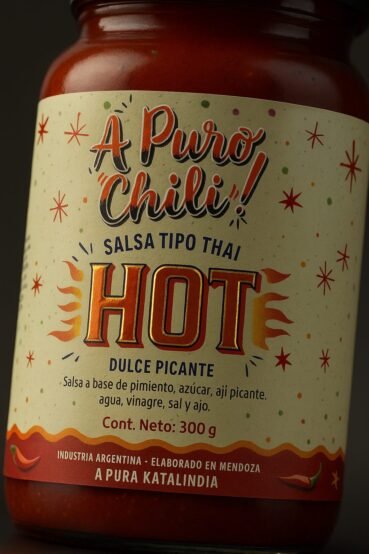 A Puro
"Chili"!
SALSA TIPO THAI
HOT
DULCE PICANTE
Salsa a base de pimiento, azúcar, aji picante.
agua, vinagre, sal y ajo.
Cont. Neto: 300 g
INDUSTRIA ARGENTINA - ELABORADO EN MENDOZA
A PURA KATALINDIA